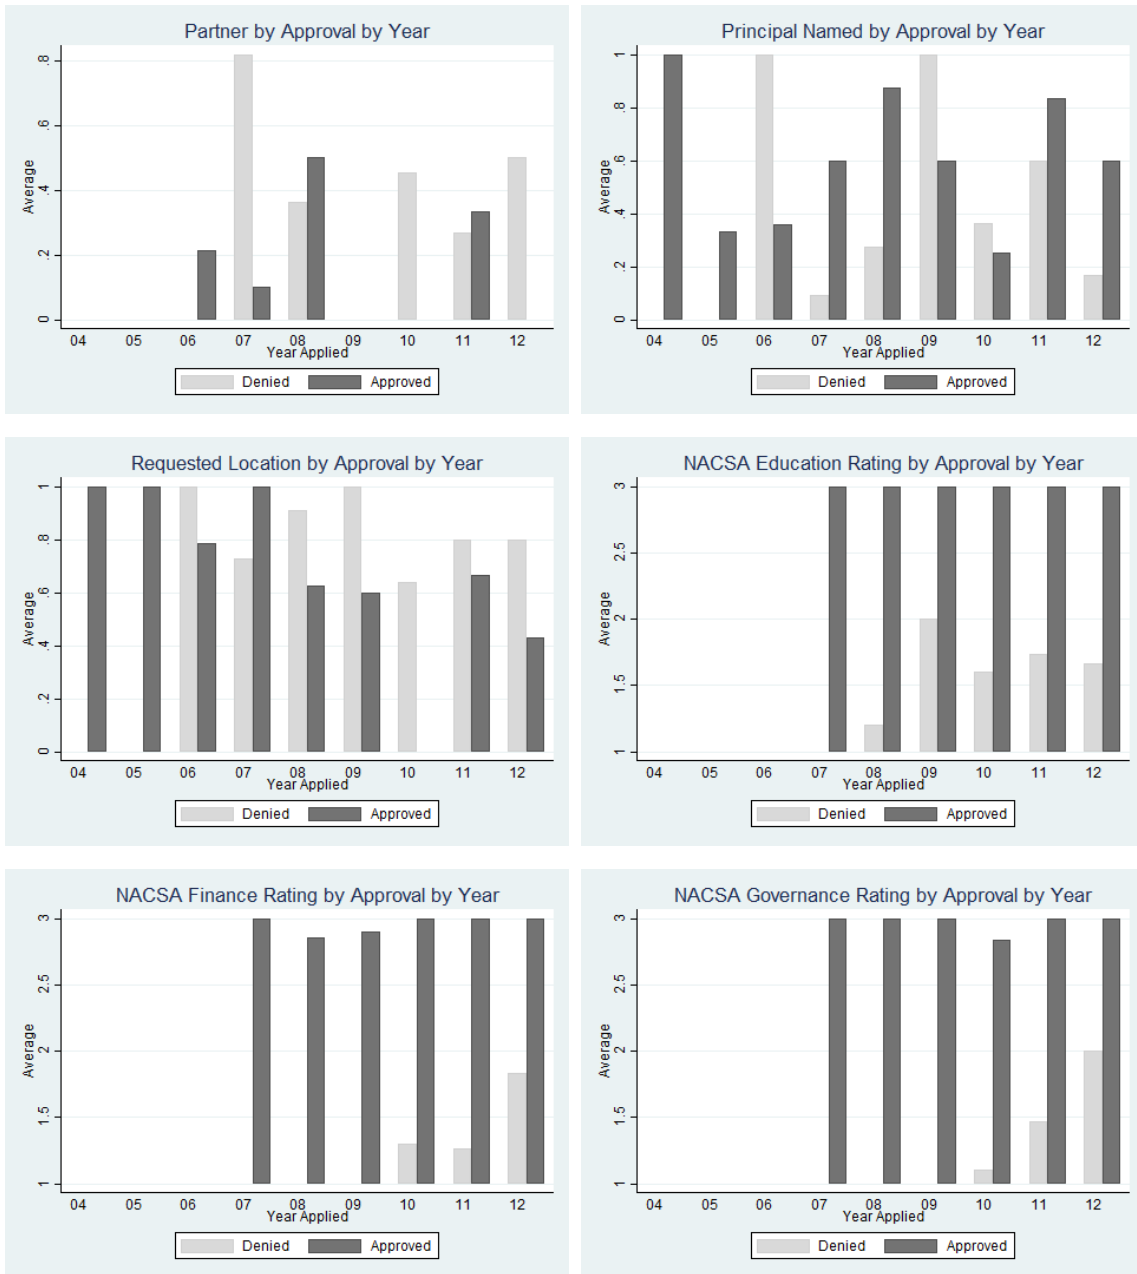 Partner by Approval by Year
.8
.6
.4
.2
0
Average
04 05 06 07 08 09 10 11 12
Year Applied
Denied Approved
Principal Named by Approval by Year
1
.8
.6
.4
.2
0
Average
04 05 06 07 08 09 10 11 12
Year Applied
Denied Approved
Requested Location by Approval by Year
1
.8
.6
.4
.2
0
Average
04 05 06 07 08 09 10 11 12
Year Applied
Denied Approved
NACSA Education Rating by Approval by Year
3
2.5
2
1.5
1
Average
04 05 06 07 08 09 10 11 12
Year Applied
Denied Approved
NACSA Finance Rating by Approval by Year
3
2.5
2
1.5
1
Average
04 05 06 07 08 09 10 11 12
Year Applied
Denied Approved
NACSA Governance Rating by Approval by Year
3
2.5
2
1.5
1
Average
04 05 06 07 08 09 10 11 12
Year Applied
Denied Approved